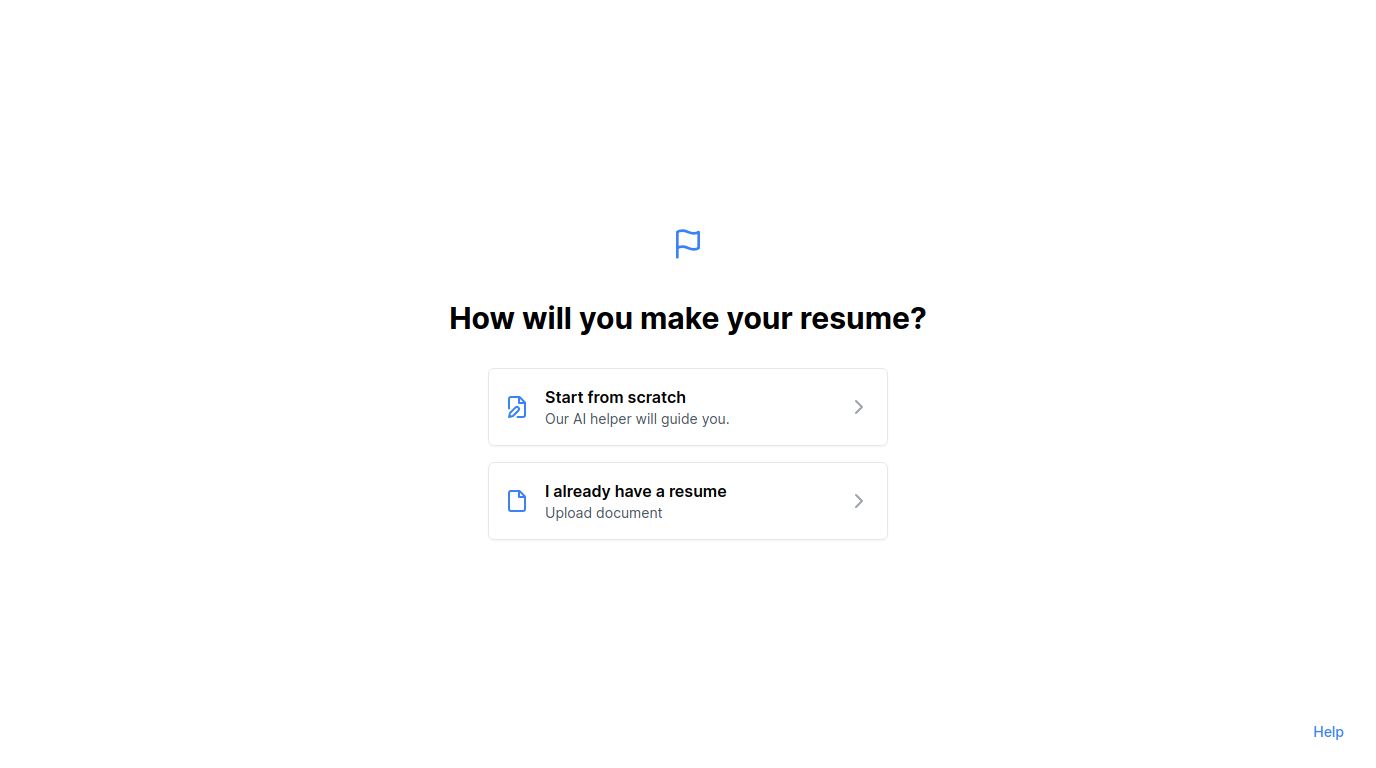 How will you make your resume?
Start from scratch
Our AI helper will guide you.
I already have a resume
Upload document
Help